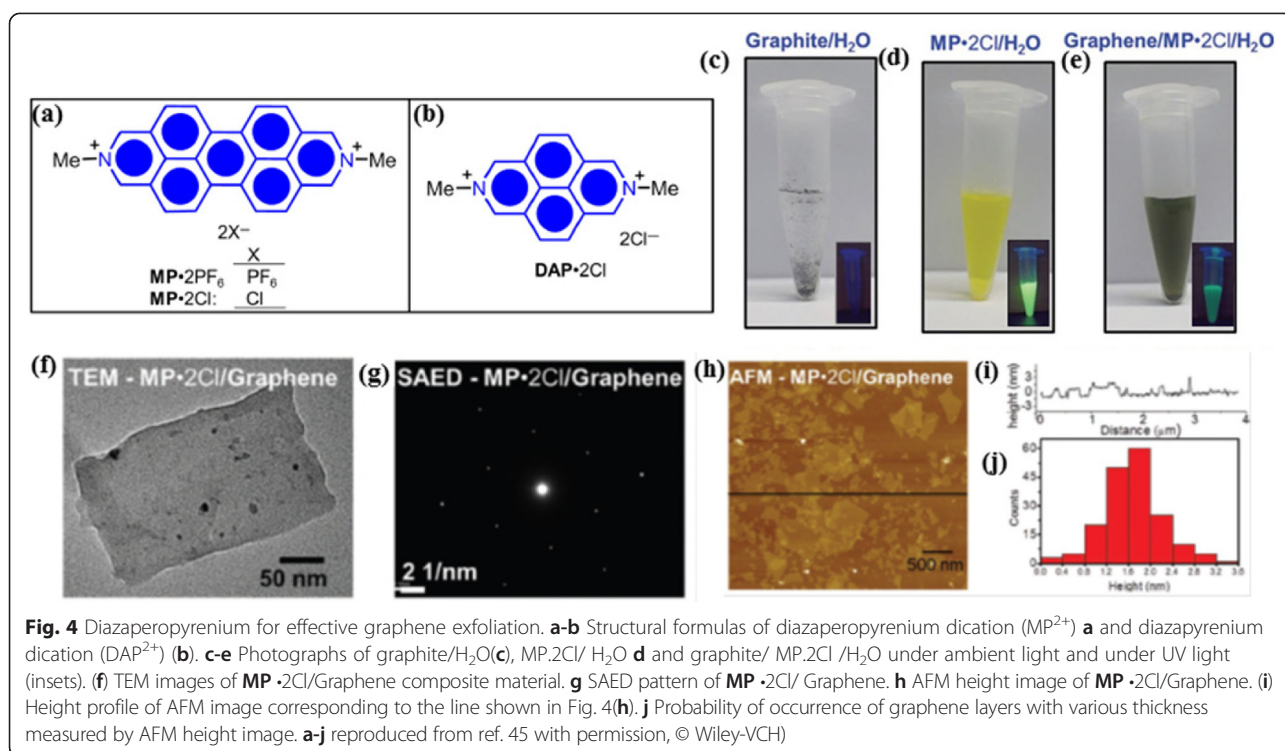 (c)
Graphite/H₂O
(d)
MP•2Cl/H₂O
(e)
Graphene/MP•2Cl/H₂O
(a)
Me
N
+
N
+
Me
2X⁻
X
MP•2PF₆ PF₆
MP•2Cl: Cl
(b)
Me
N
+
N
+
Me
2Cl⁻
DAP•2Cl
(f)
TEM - MP•2Cl/Graphene
50 nm
(g)
SAED - MP•2Cl/Graphene
2 1/nm
(h)
AFM - MP•2Cl/Graphene
500 nm
(i)
height (nm)
3
0
-3
0 1 2 3 4
Distance (μm)
(j)
Counts
60
45
30
15
0
0.0 0.4 0.8 1.2 1.6 2.0 2.4 2.8 3.2 3.6
Height (nm)
Fig. 4 Diazaperopyrenium for effective graphene exfoliation. a-b Structural formulas of diazaperopyrenium dication (MP²⁺) a and diazapyrenium
dication (DAP²⁺) (b). c-e Photographs of graphite/H₂O(c), MP.2Cl/ H₂O d and graphite/ MP.2Cl /H₂O under ambient light and under UV light
(insets). (f) TEM images of MP •2Cl/Graphene composite material. g SAED pattern of MP •2Cl/ Graphene. h AFM height image of MP •2Cl/Graphene. (i)
Height profile of AFM image corresponding to the line shown in Fig. 4(h). j Probability of occurrence of graphene layers with various thickness
measured by AFM height image. a-j reproduced from ref. 45 with permission, © Wiley-VCH)